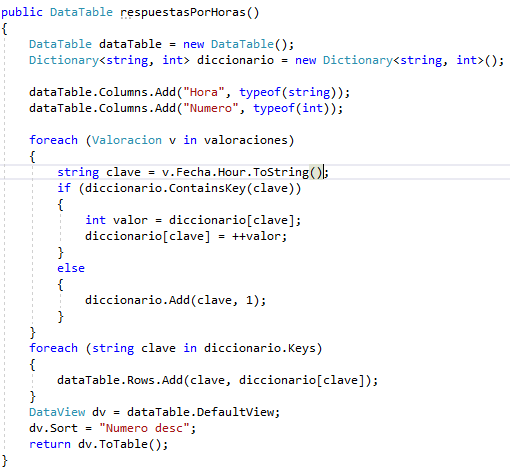 public DataTable respuestasPorHoras()
{
    DataTable dataTable = new DataTable();
    Dictionary<string, int> diccionario = new Dictionary<string, int>();

    dataTable.Columns.Add("Hora", typeof(string));
    dataTable.Columns.Add("Numero", typeof(int));

    foreach (Valoracion v in valoraciones)
    {
        string clave = v.Fecha.Hour.ToString();
        if (diccionario.ContainsKey(clave))
        {
            int valor = diccionario[clave];
            diccionario[clave] = ++valor;
        }
        else
        {
            diccionario.Add(clave, 1);
        }
    }
    foreach (string clave in diccionario.Keys)
    {
        dataTable.Rows.Add(clave, diccionario[clave]);
    }
    DataView dv = dataTable.DefaultView;
    dv.Sort = "Numero desc";
    return dv.ToTable();
}